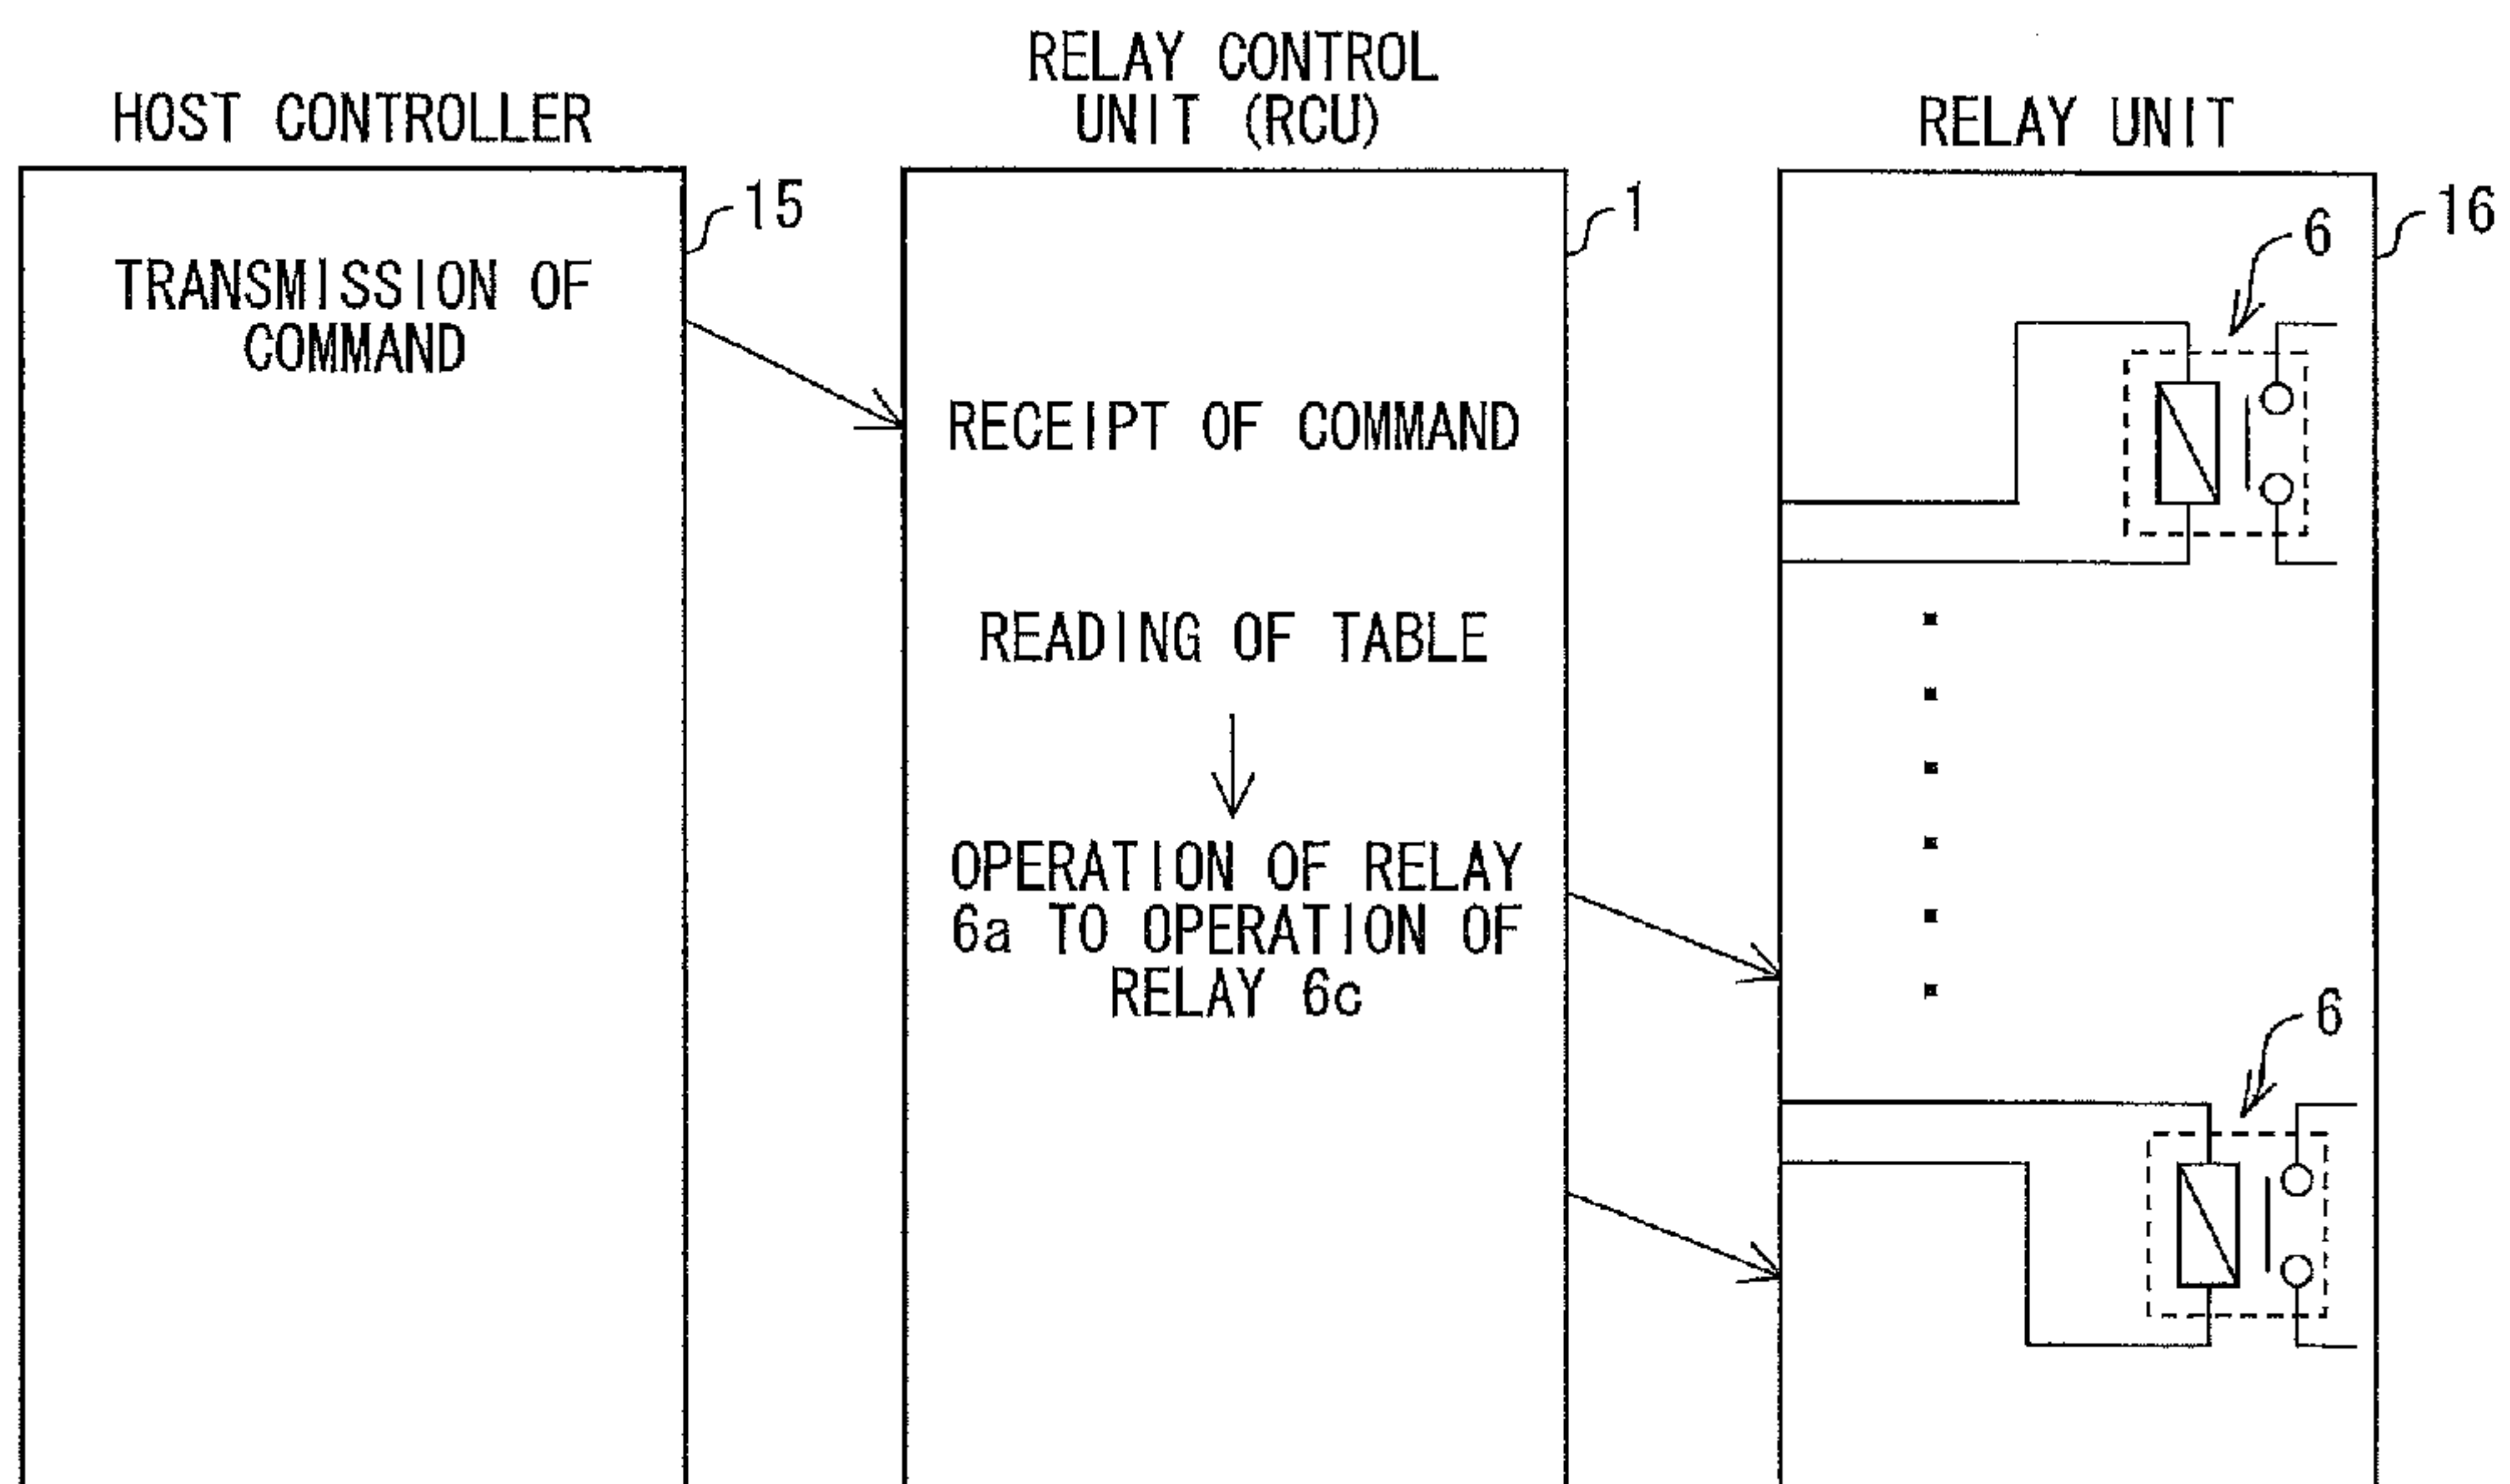 HOST CONTROLLER
RELAY CONTROL
UNIT (RCU)
RELAY UNIT
15
1
16
6
TRANSMISSION OF
COMMAND
RECEIPT OF COMMAND
READING OF TABLE
OPERATION OF RELAY
6a TO OPERATION OF
RELAY 6c
6